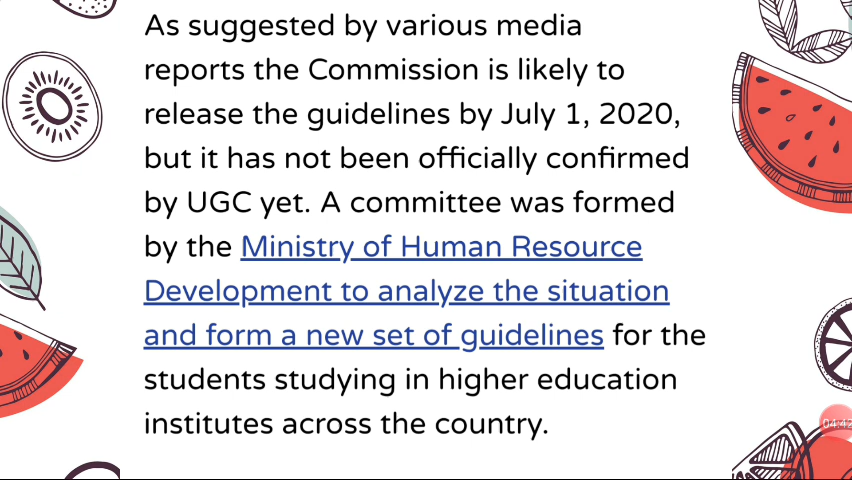 As suggested by various media
reports the Commission is likely to
release the guidelines by July 1, 2020,
but it has not been officially confirmed
by UGC yet. A committee was formed
by the Ministry of Human Resource
Development to analyze the situation
and form a new set of guidelines for the
students studying in higher education
institutes across the country.
04:42